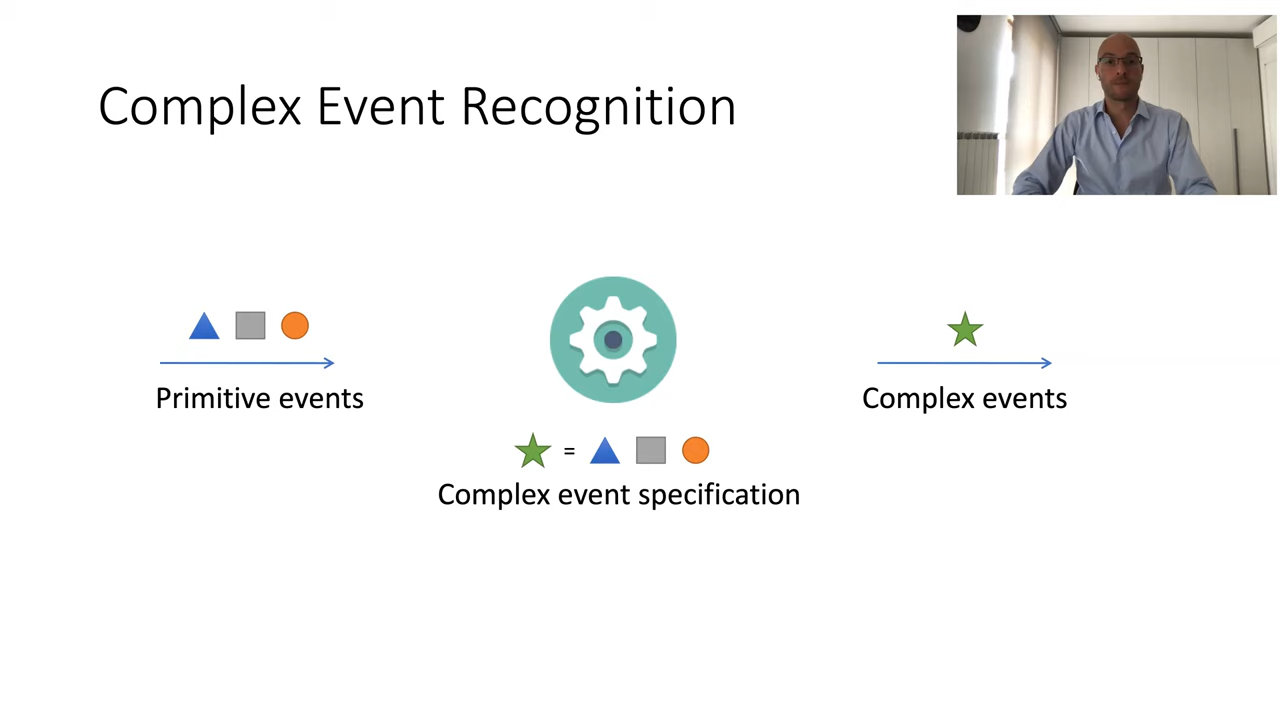 Complex Event Recognition
Primitive events
Complex events
=
Complex event specification